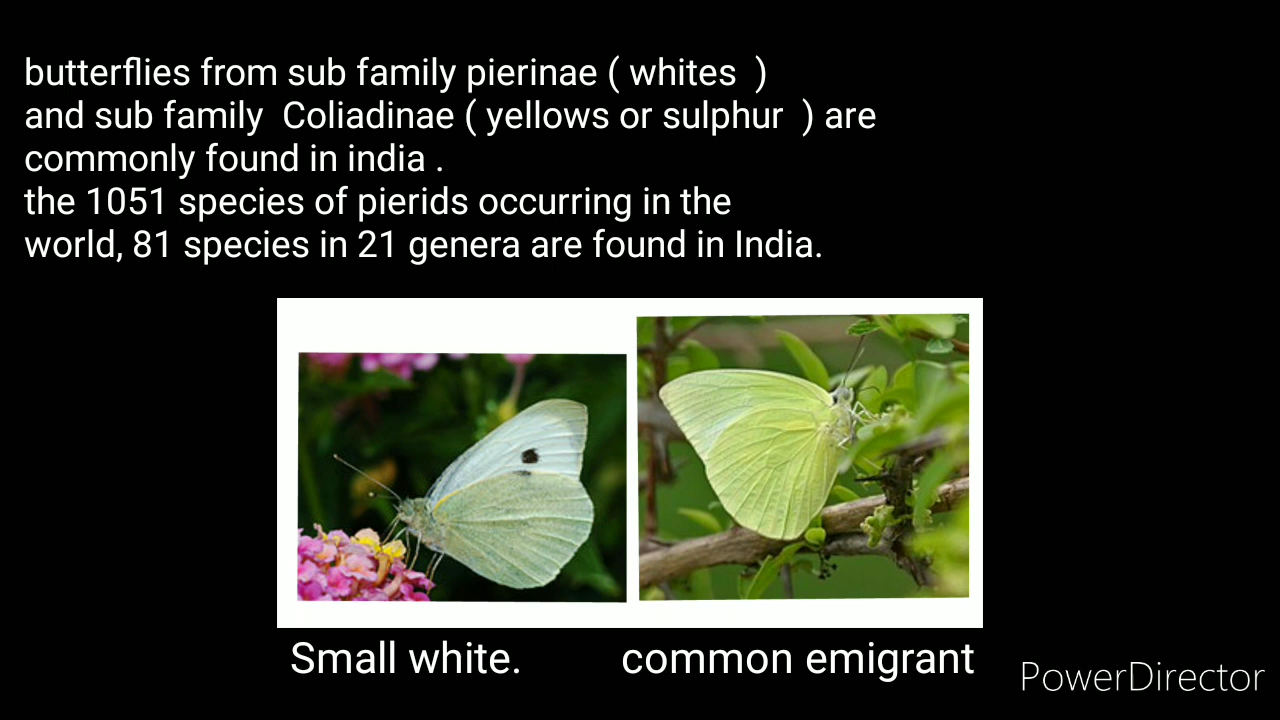 butterflies from sub family pierinae ( whites  )
and sub family  Coliadinae ( yellows or sulphur  ) are
commonly found in india .
the 1051 species of pierids occurring in the
world, 81 species in 21 genera are found in India.
Small white.
common emigrant
PowerDirector